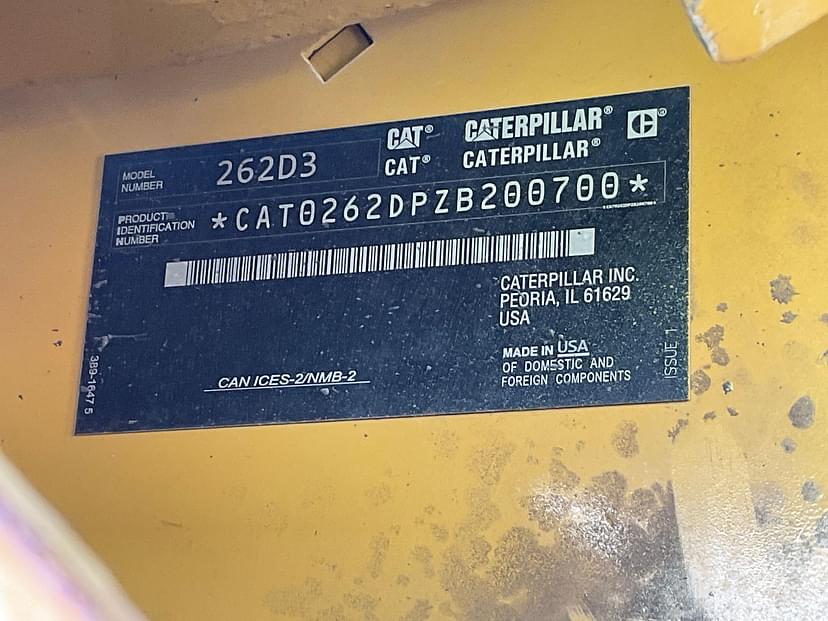 MODEL
NUMBER
262D3
CAT® CATERPILLAR® C®
CAT® CATERPILLAR®
PRODUCT
IDENTIFICATION
NUMBER
*CAT0262DPZB200700*
CATERPILLAR INC.
PEORIA, IL 61629
USA
MADE IN USA
OF DOMESTIC AND
FOREIGN COMPONENTS
CAN ICES-2/NMB-2
389-1647 5
ISSUE 1